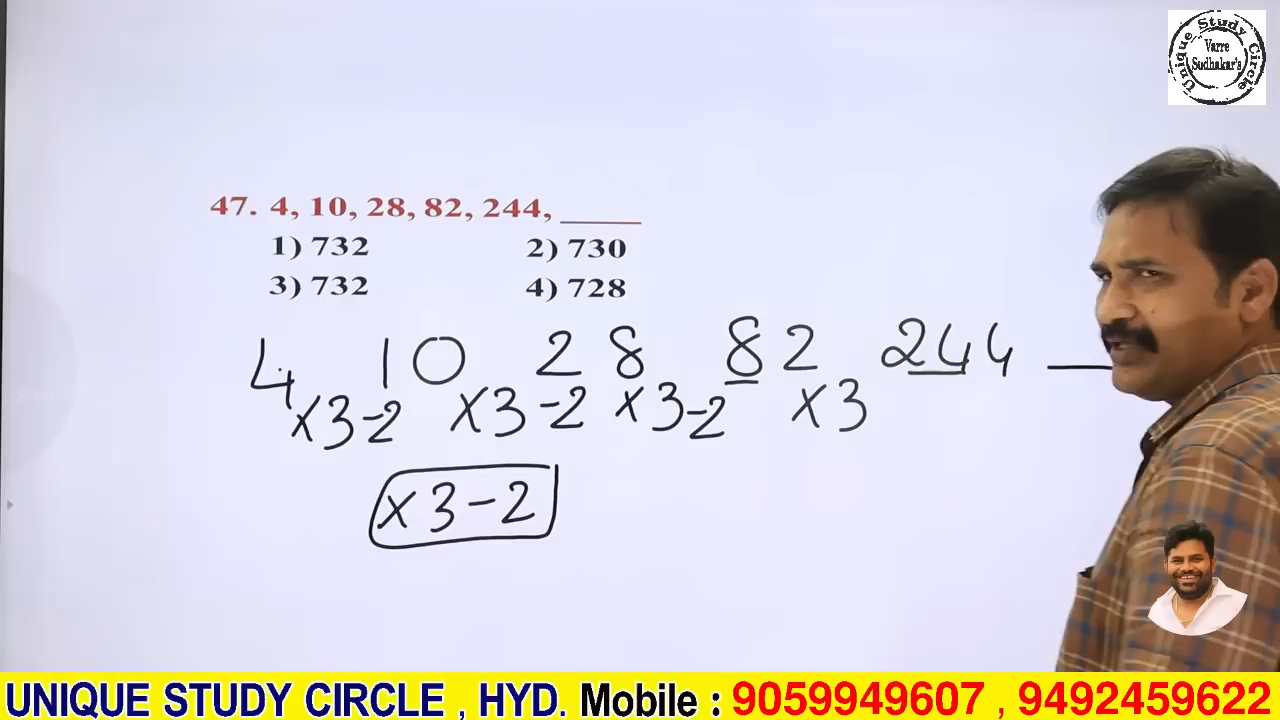 Unique Study Circle
Varre
Sudhakar's
47. 4, 10, 28, 82, 244, ______
1) 732 2) 730
3) 732 4) 728
4 10 28 82 244 __
×3-2 ×3-2 ×3-2 ×3
×3-2
UNIQUE STUDY CIRCLE , HYD. Mobile : 9059949607 , 9492459622